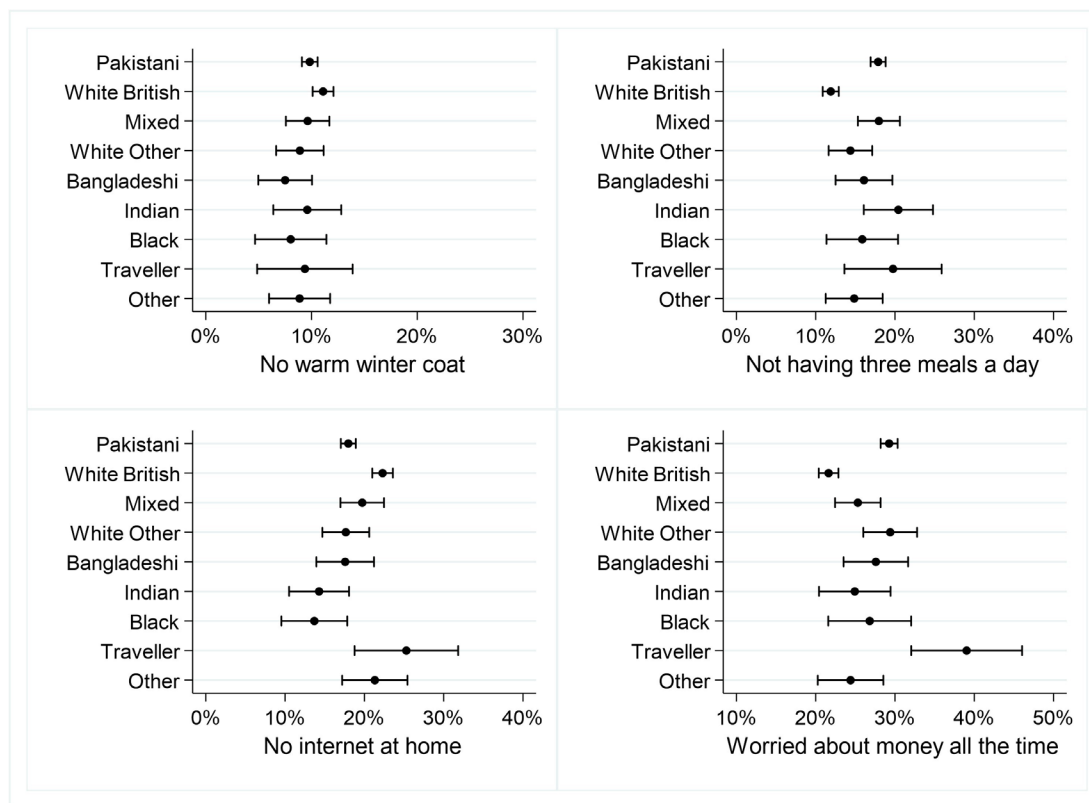 Pakistani
White British
Mixed
White Other
Bangladeshi
Indian
Black
Traveller
Other
0% 10% 20% 30%
No warm winter coat
Pakistani
White British
Mixed
White Other
Bangladeshi
Indian
Black
Traveller
Other
0% 10% 20% 30% 40%
Not having three meals a day
Pakistani
White British
Mixed
White Other
Bangladeshi
Indian
Black
Traveller
Other
0% 10% 20% 30% 40%
No internet at home
Pakistani
White British
Mixed
White Other
Bangladeshi
Indian
Black
Traveller
Other
10% 20% 30% 40% 50%
Worried about money all the time